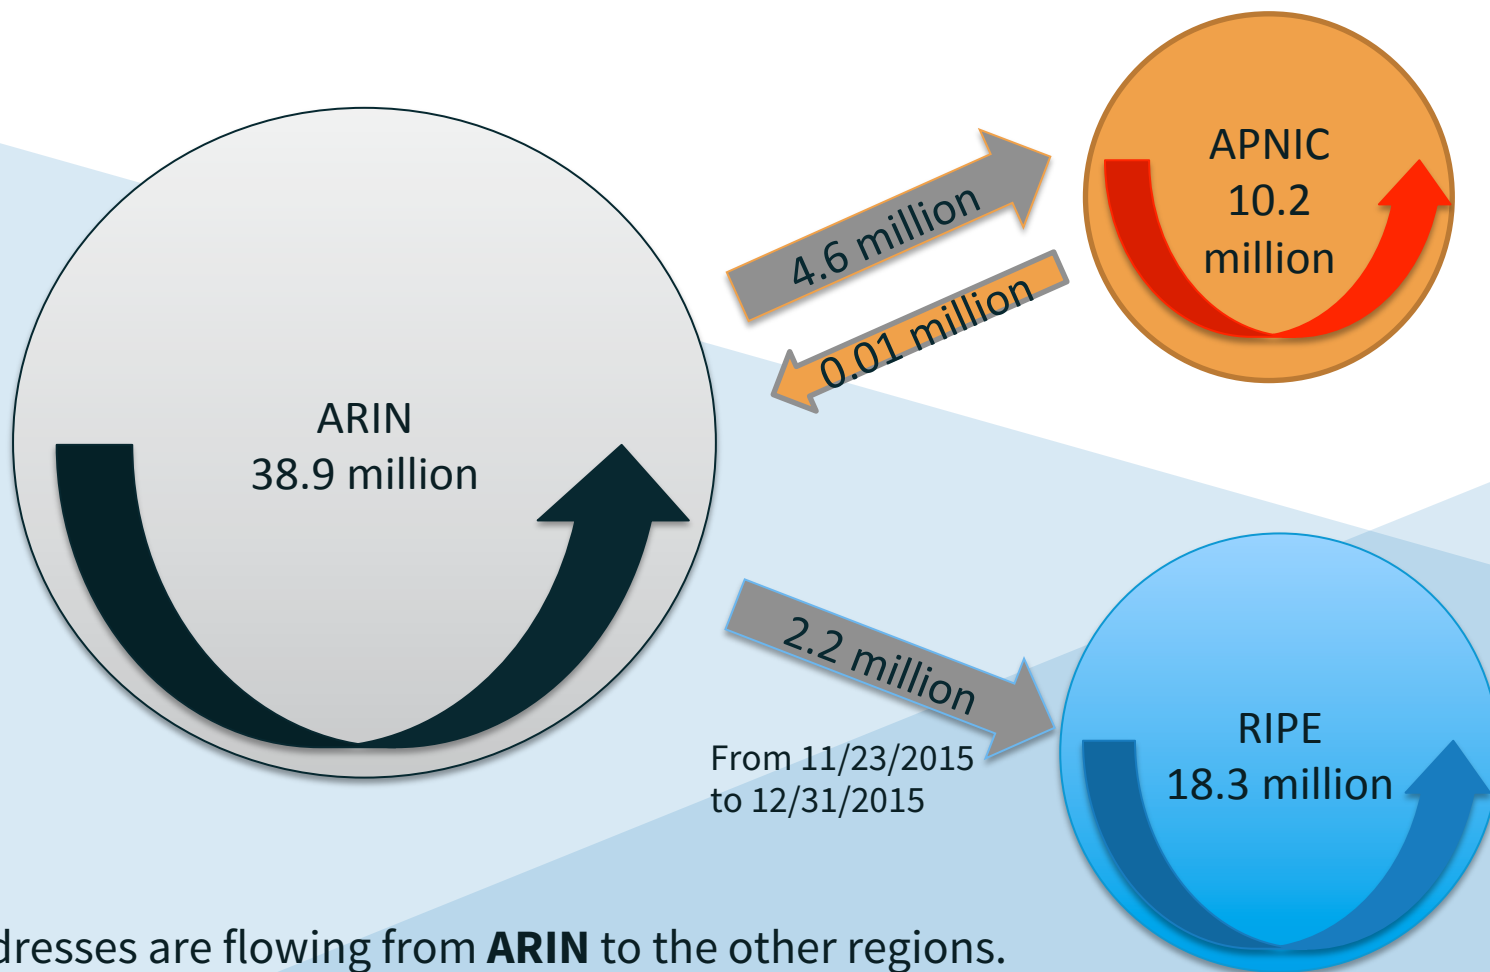 APNIC
10.2
million
4.6 million
0.01 million
ARIN
38.9 million
2.2 million
From 11/23/2015
to 12/31/2015
RIPE
18.3 million
are flowing from ARIN to the other regions.